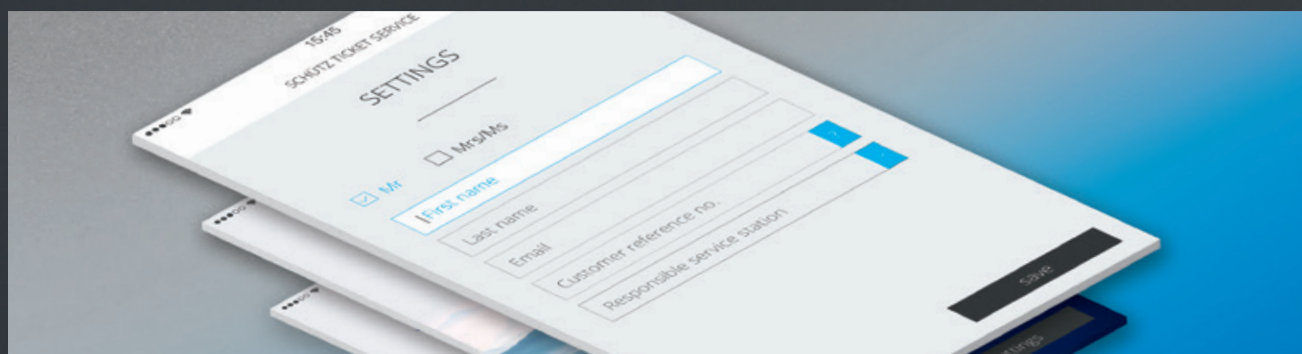 15:45
SCHÜTZ TICKET SERVICE
SETTINGS
Mr
Mrs/Ms
First name
Last name
Email
Customer reference no.
?
Responsible service station
save